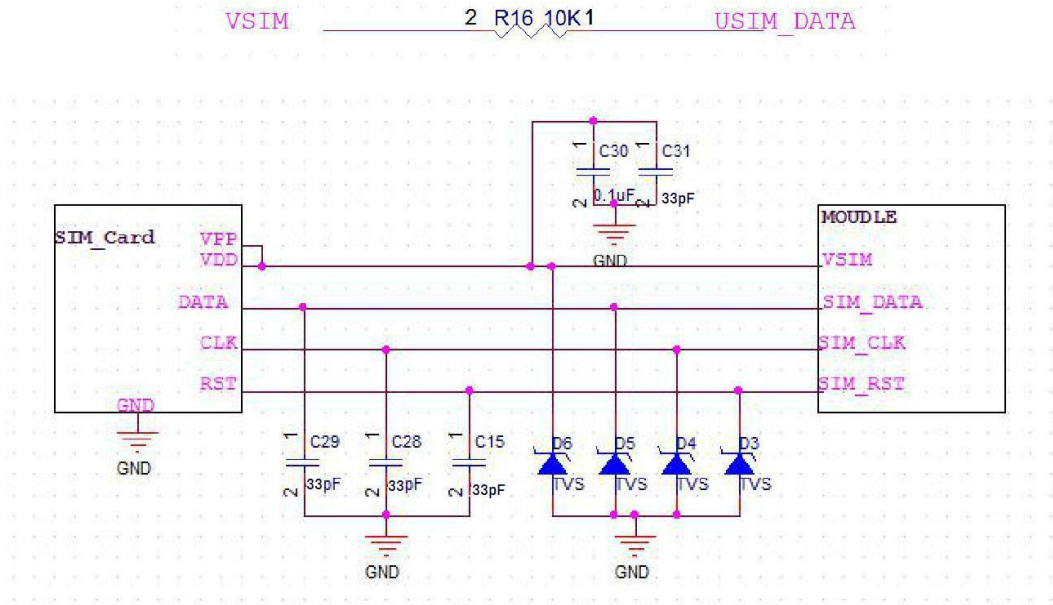 VSIM 2 R16 10K 1 USIM_DATA
1 C30 1 C31
2 0.1uF 2 33pF
GND
SIM_Card
VPP
VDD
DATA
CLK
RST
GND
GND
MOUDLE
VSIM
SIM_DATA
SIM_CLK
SIM_RST
1 C29 1 C28 1 C15
2 33pF 2 33pF 2 33pF
GND
D6 D5 D4 D3
TVS TVS TVS TVS
GND